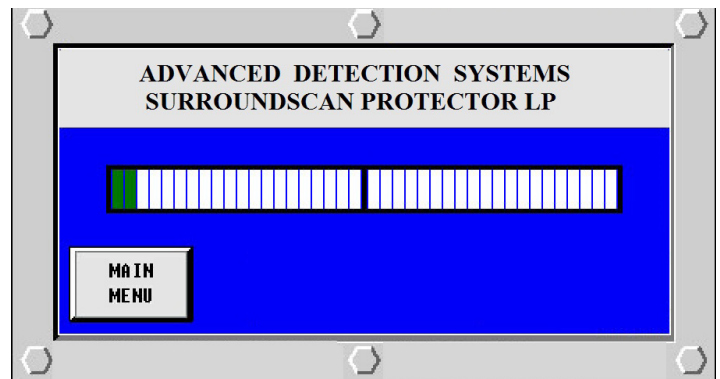 ADVANCED DETECTION SYSTEMS
SURROUNDSCAN PROTECTOR LP
MAIN
MENU